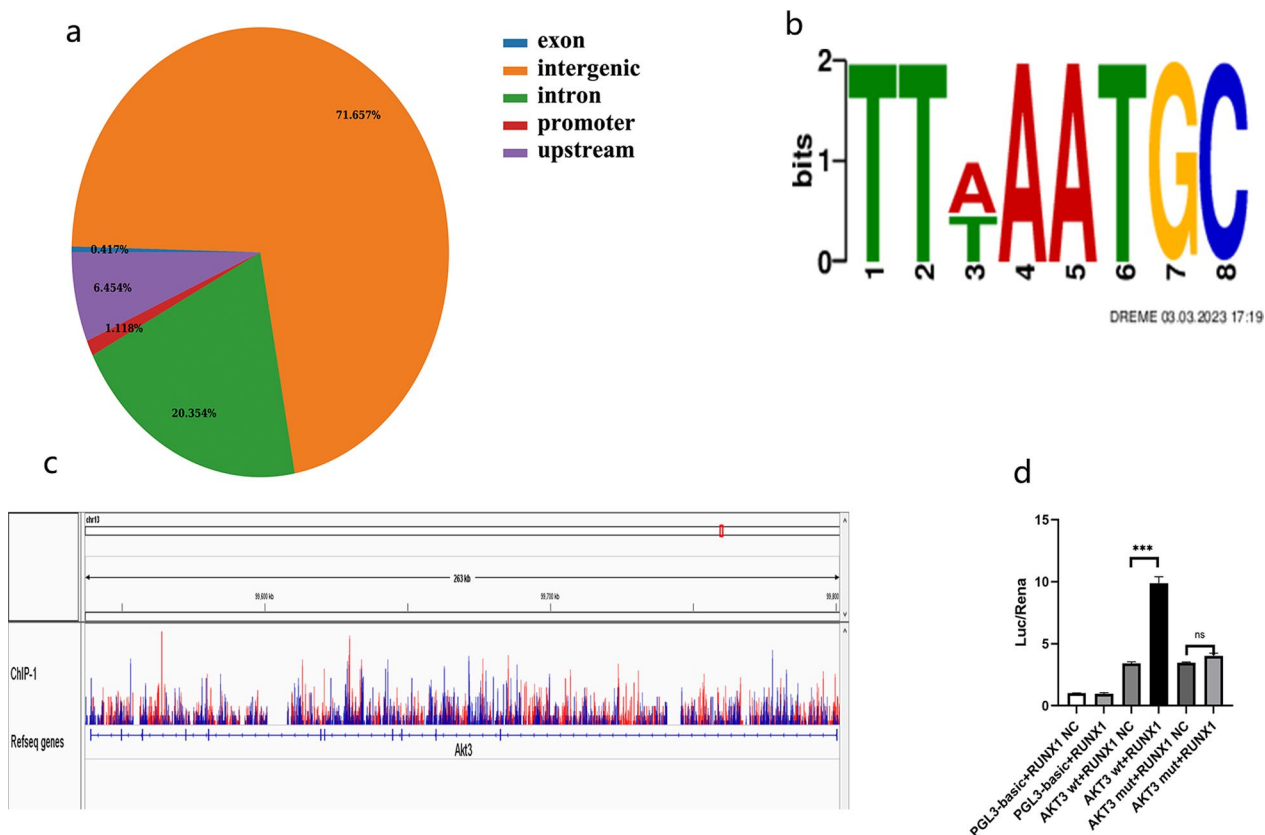 a
exon
intergenic
intron
promoter
upstream
71.657%
0.417%
6.454%
1.118%
20.354%
b
bits
2
1
0
TTAAATGC
T
1 2 3 4 5 6 7 8
DREME 03.03.2023 17:19
c
chr13
263 kb
99,600 kb
99,700 kb
99,800
ChIP-1
Refseq genes
Akt3
d
Luc/Rena
15
10
5
0
***
ns
PGL3-basic+RUNX1 NC
PGL3-basic+RUNX1
AKT3 wt+RUNX1 NC
AKT3 wt+RUNX1
AKT3 mut+RUNX1 NC
AKT3 mut+RUNX1